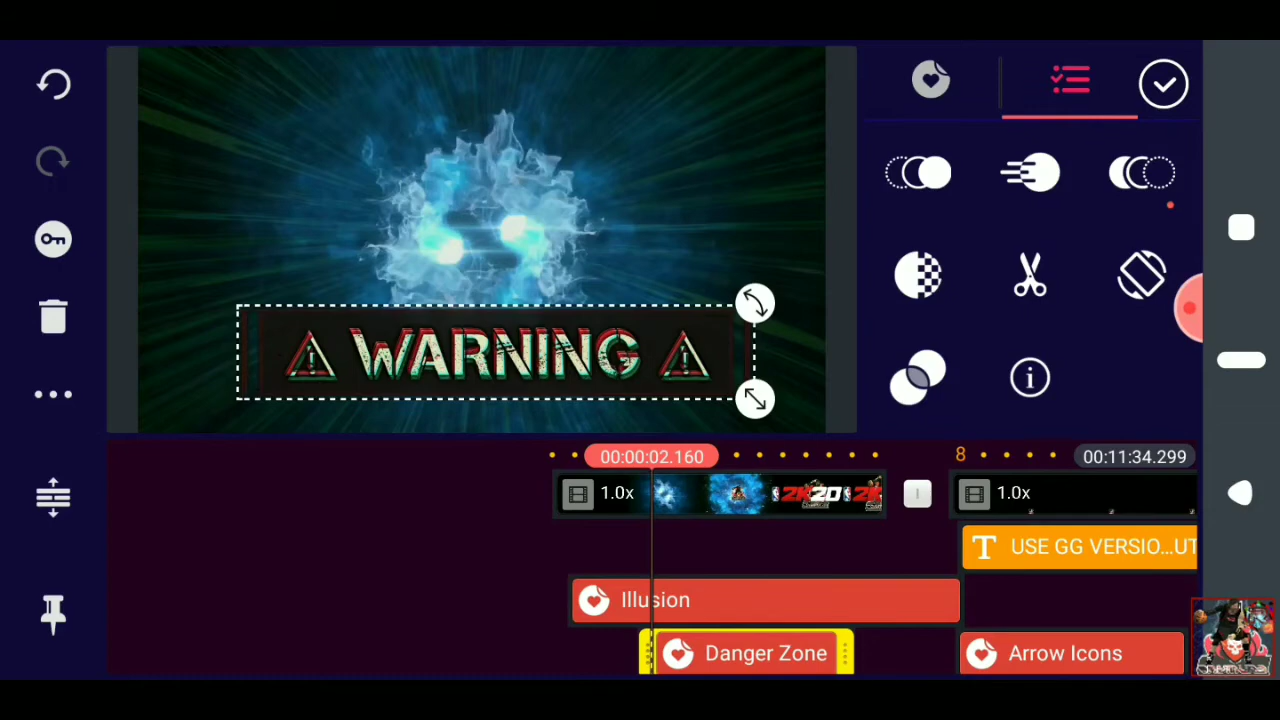 WARNING
00:00:02.160
8
00:11:34.299
1.0x
2K20
2K
1.0x
T USE GG VERSIO...UT
Illusion
Danger Zone
Arrow Icons